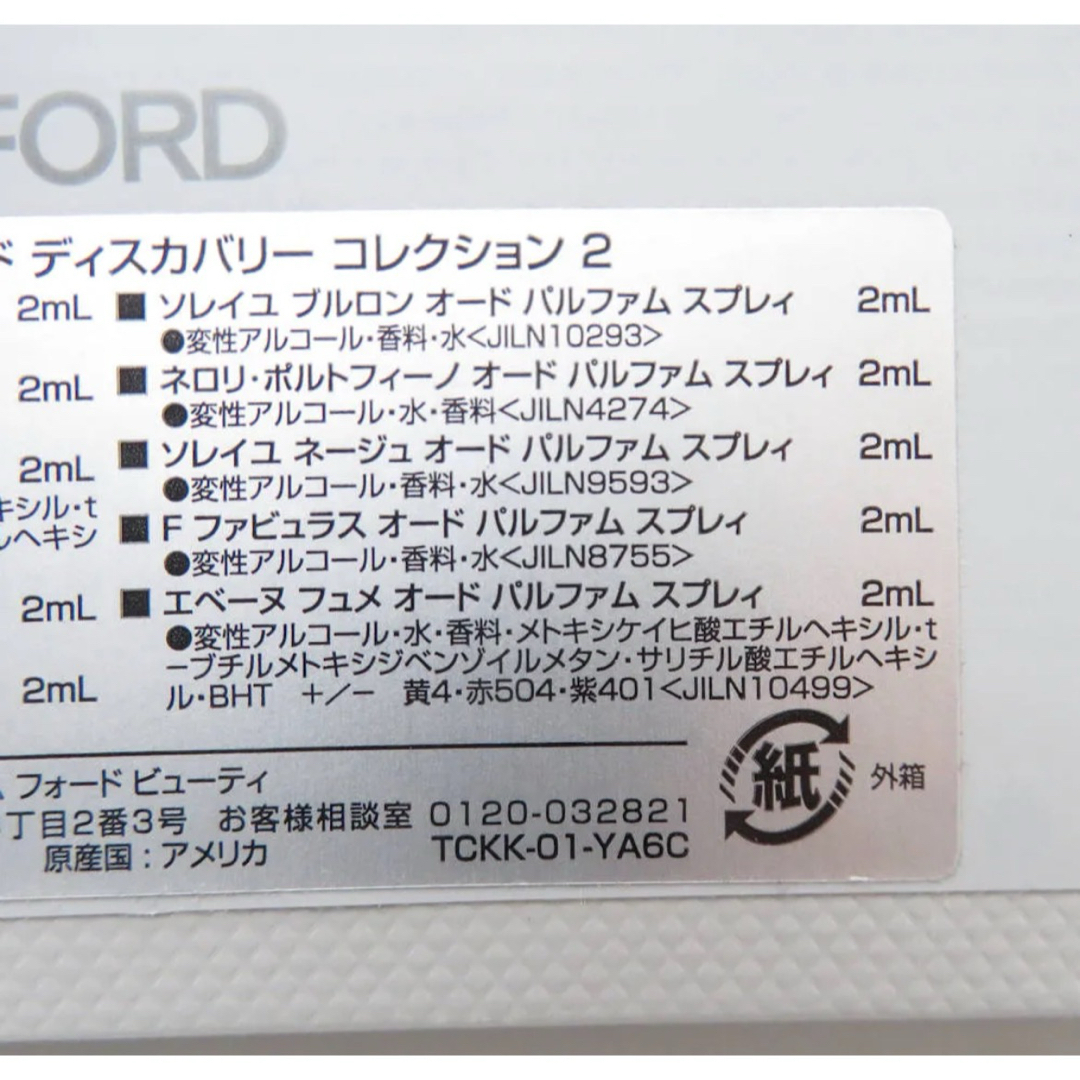 FORD
ド ディスカバリー コレクション 2
2mL ■ ソレイユ ブルロン オード パルファム スプレィ 2mL
●変性アルコール・香料・水<JILN10293>
2mL ■ ネロリ・ポルトフィーノ オード パルファム スプレィ 2mL
●変性アルコール・水・香料<JILN4274>
2mL ■ ソレイユ ネージュ オード パルファム スプレィ 2mL
キシル・t ●変性アルコール・香料・水<JILN9593>
ヘキシ ■ F ファビュラス オード パルファム スプレィ 2mL
●変性アルコール・香料・水<JILN8755>
2mL ■ エベーヌ フュメ オード パルファム スプレィ 2mL
●変性アルコール・水・香料・メトキシケイヒ酸エチルヘキシル・t
ーブチルメトキシジベンゾイルメタン・サリチル酸エチルヘキシ
2mL ル・BHT +/− 黄4・赤504・紫401<JILN10499>
紙 外箱
フォード ビューティ
丁目2番3号 お客様相談室 0120-032821
原産国：アメリカ TCKK-01-YA6C